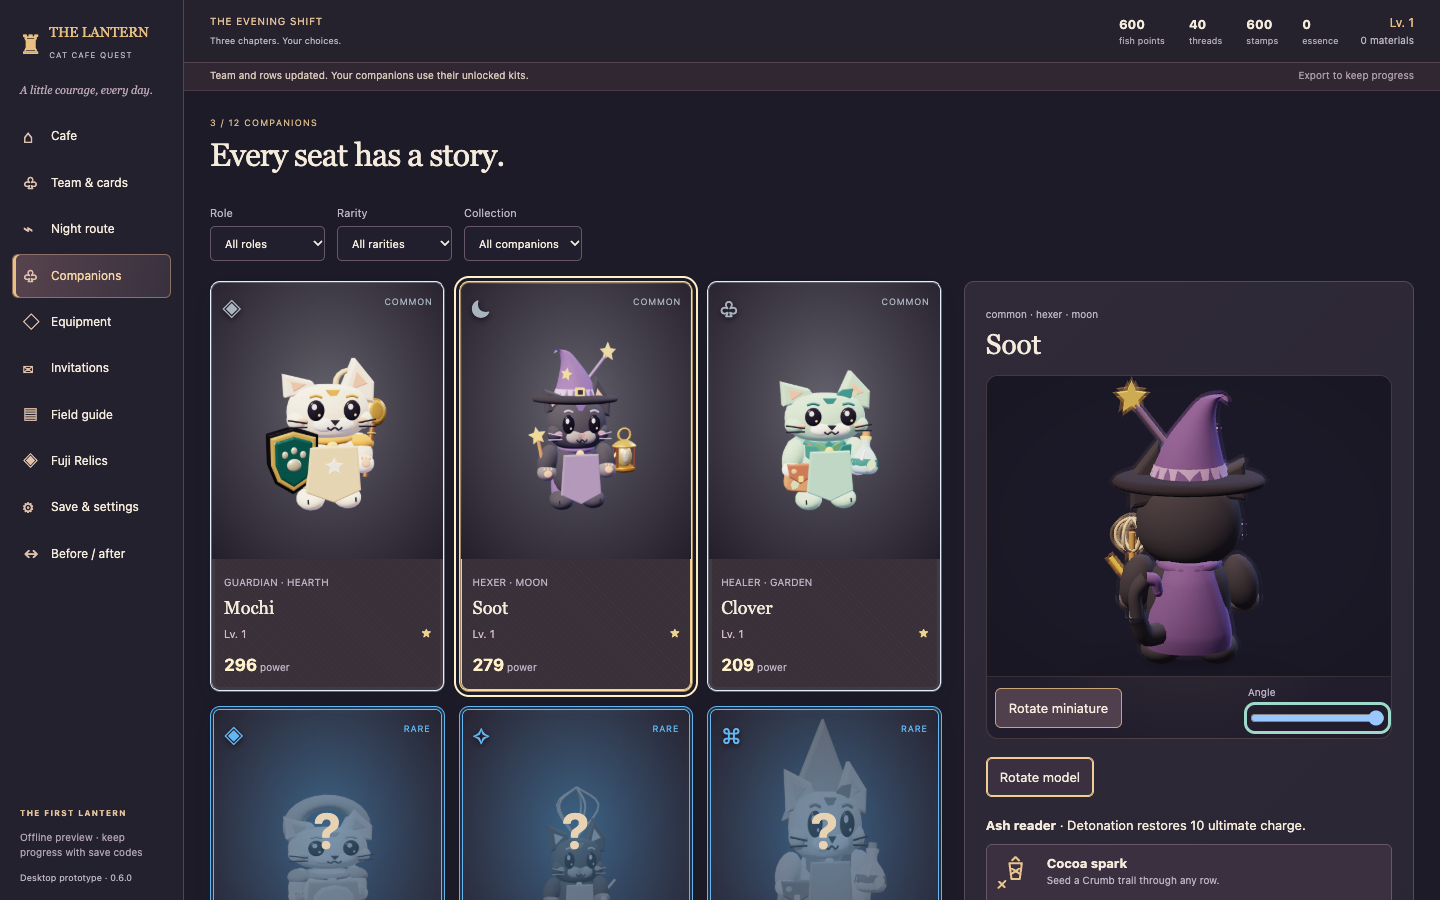 THE LANTERN
CAT CAFE QUEST
A little courage, every day.
Cafe
Team & cards
Night route
Companions
Equipment
Invitations
Field guide
Fuji Relics
Save & settings
Before / after
THE FIRST LANTERN
Offline preview · keep
progress with save codes
Desktop prototype · 0.6.0
THE EVENING SHIFT
Three chapters. Your choices.
600
fish points
40
threads
600
stamps
0
essence
Lv. 1
0 materials
Team and rows updated. Your companions use their unlocked kits.
Export to keep progress
3 / 12 COMPANIONS
Every seat has a story.
Role
Rarity
Collection
All roles
All rarities
All companions
COMMON
GUARDIAN · HEARTH
Mochi
Lv. 1
296 power
COMMON
HEXER · MOON
Soot
Lv. 1
279 power
COMMON
HEALER · GARDEN
Clover
Lv. 1
209 power
RARE
?
RARE
?
RARE
?
common · hexer · moon
Soot
Rotate miniature
Angle
Rotate model
Ash reader · Detonation restores 10 ultimate charge.
Cocoa spark
Seed a Crumb trail through any row.